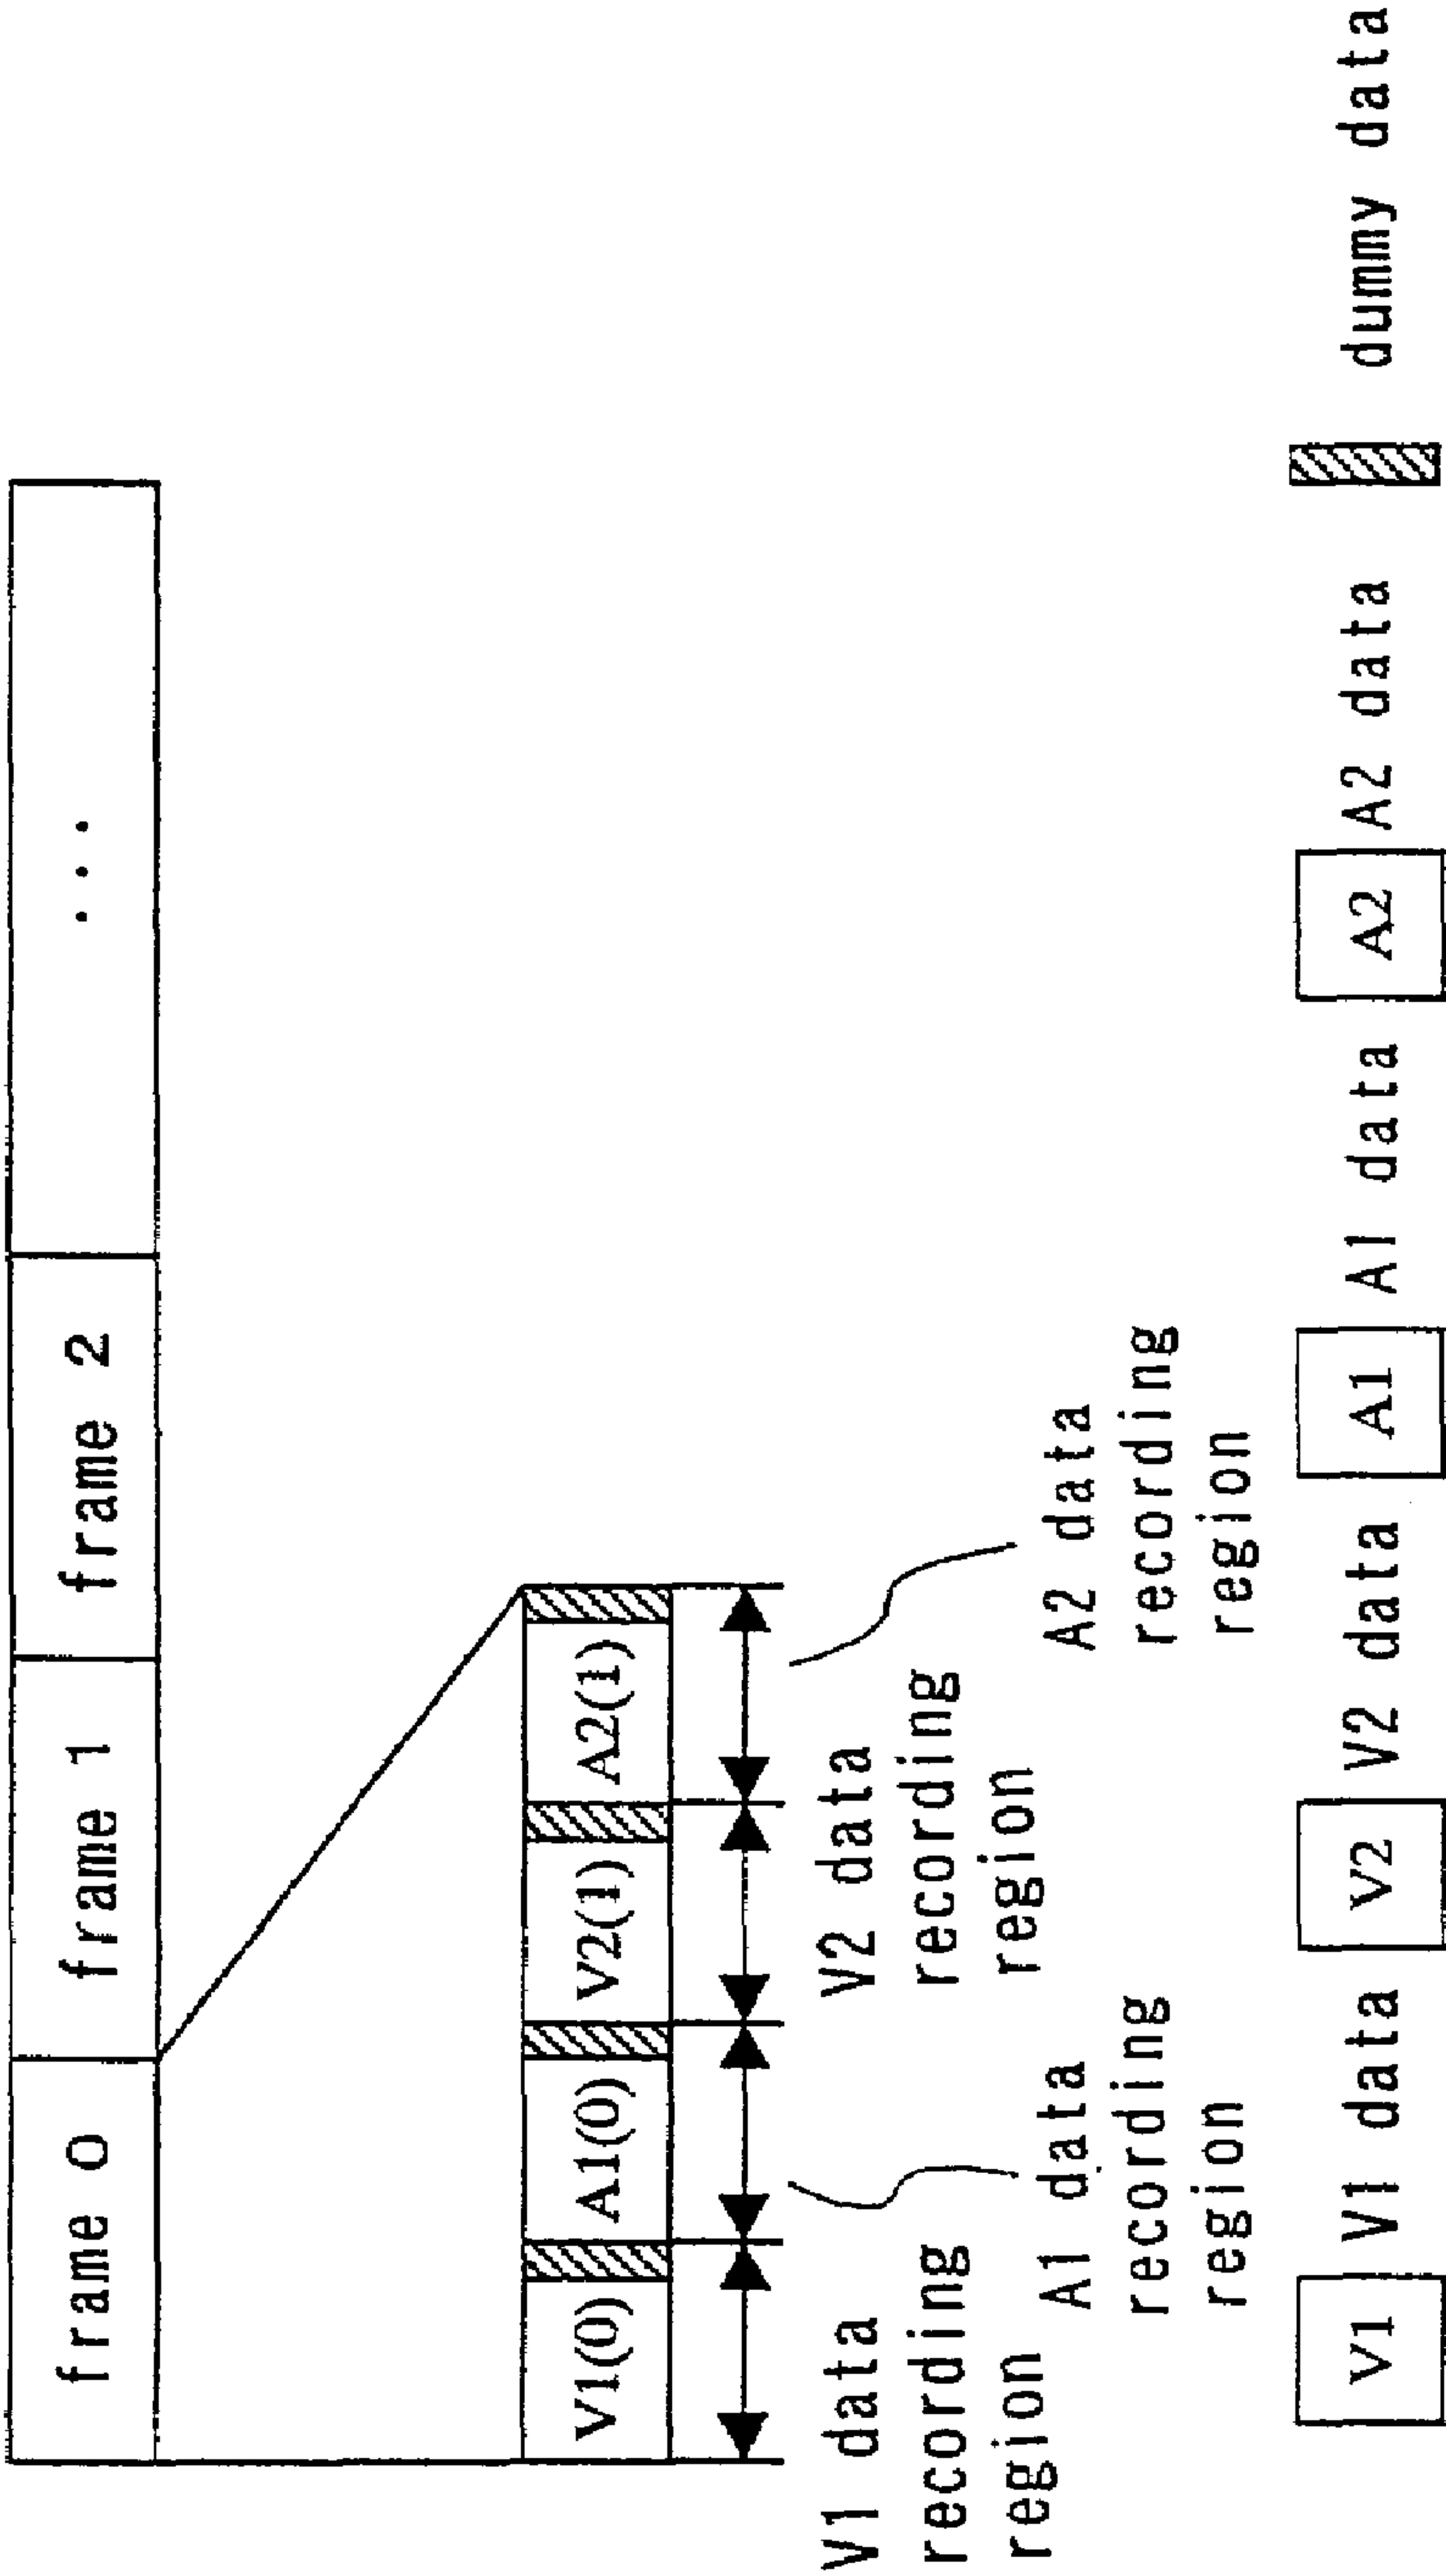 frame 0
frame 1
frame 2
...
V1(0)
A1(0)
V2(1)
A2(1)
V1 data
recording
region
A1 data
recording
region
V2 data
recording
region
A2 data
recording
region
V1 V1 data
V2 V2 data
A1 A1 data
A2 A2 data
dummy data